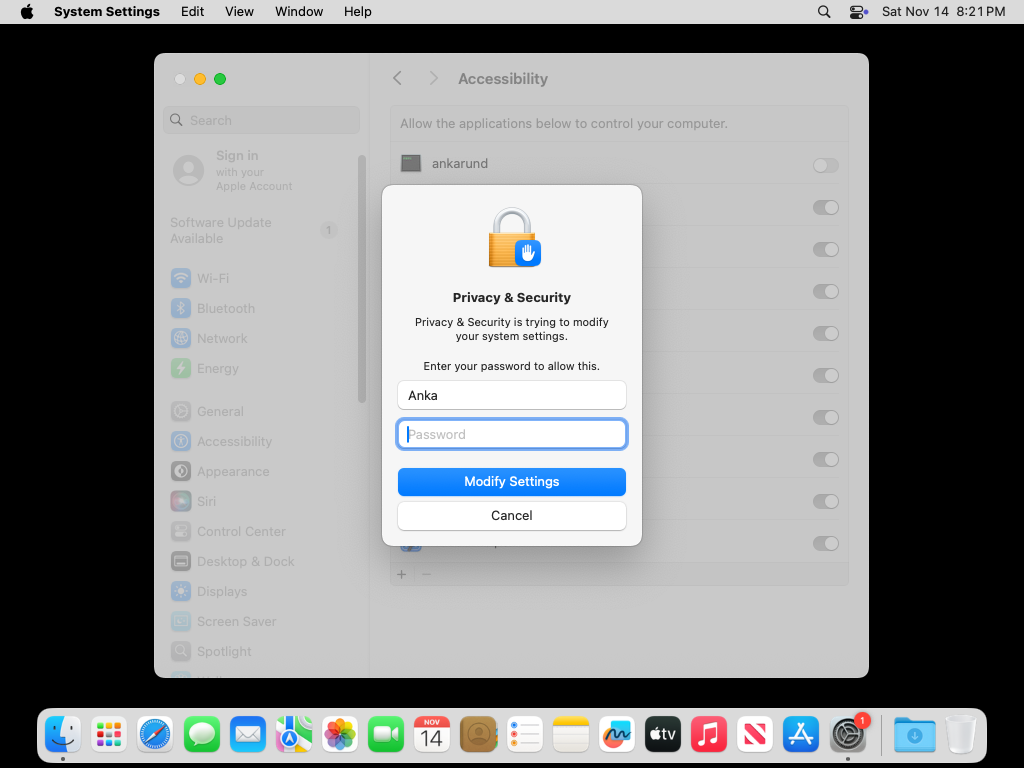 System Settings Edit View Window Help Sat Nov 14 8:21 PM
Accessibility
Search
Allow the applications below to control your computer.
Sign in
with your
Apple Account
ankarund
Software Update
Available
1
Wi-Fi
Bluetooth
Network
Energy
General
Accessibility
Appearance
Siri
Control Center
Desktop & Dock
Displays
Screen Saver
Spotlight
Privacy & Security
Privacy & Security is trying to modify
your system settings.
Enter your password to allow this.
Anka
Password
Modify Settings
Cancel
+ −
NOV
14
tv
1